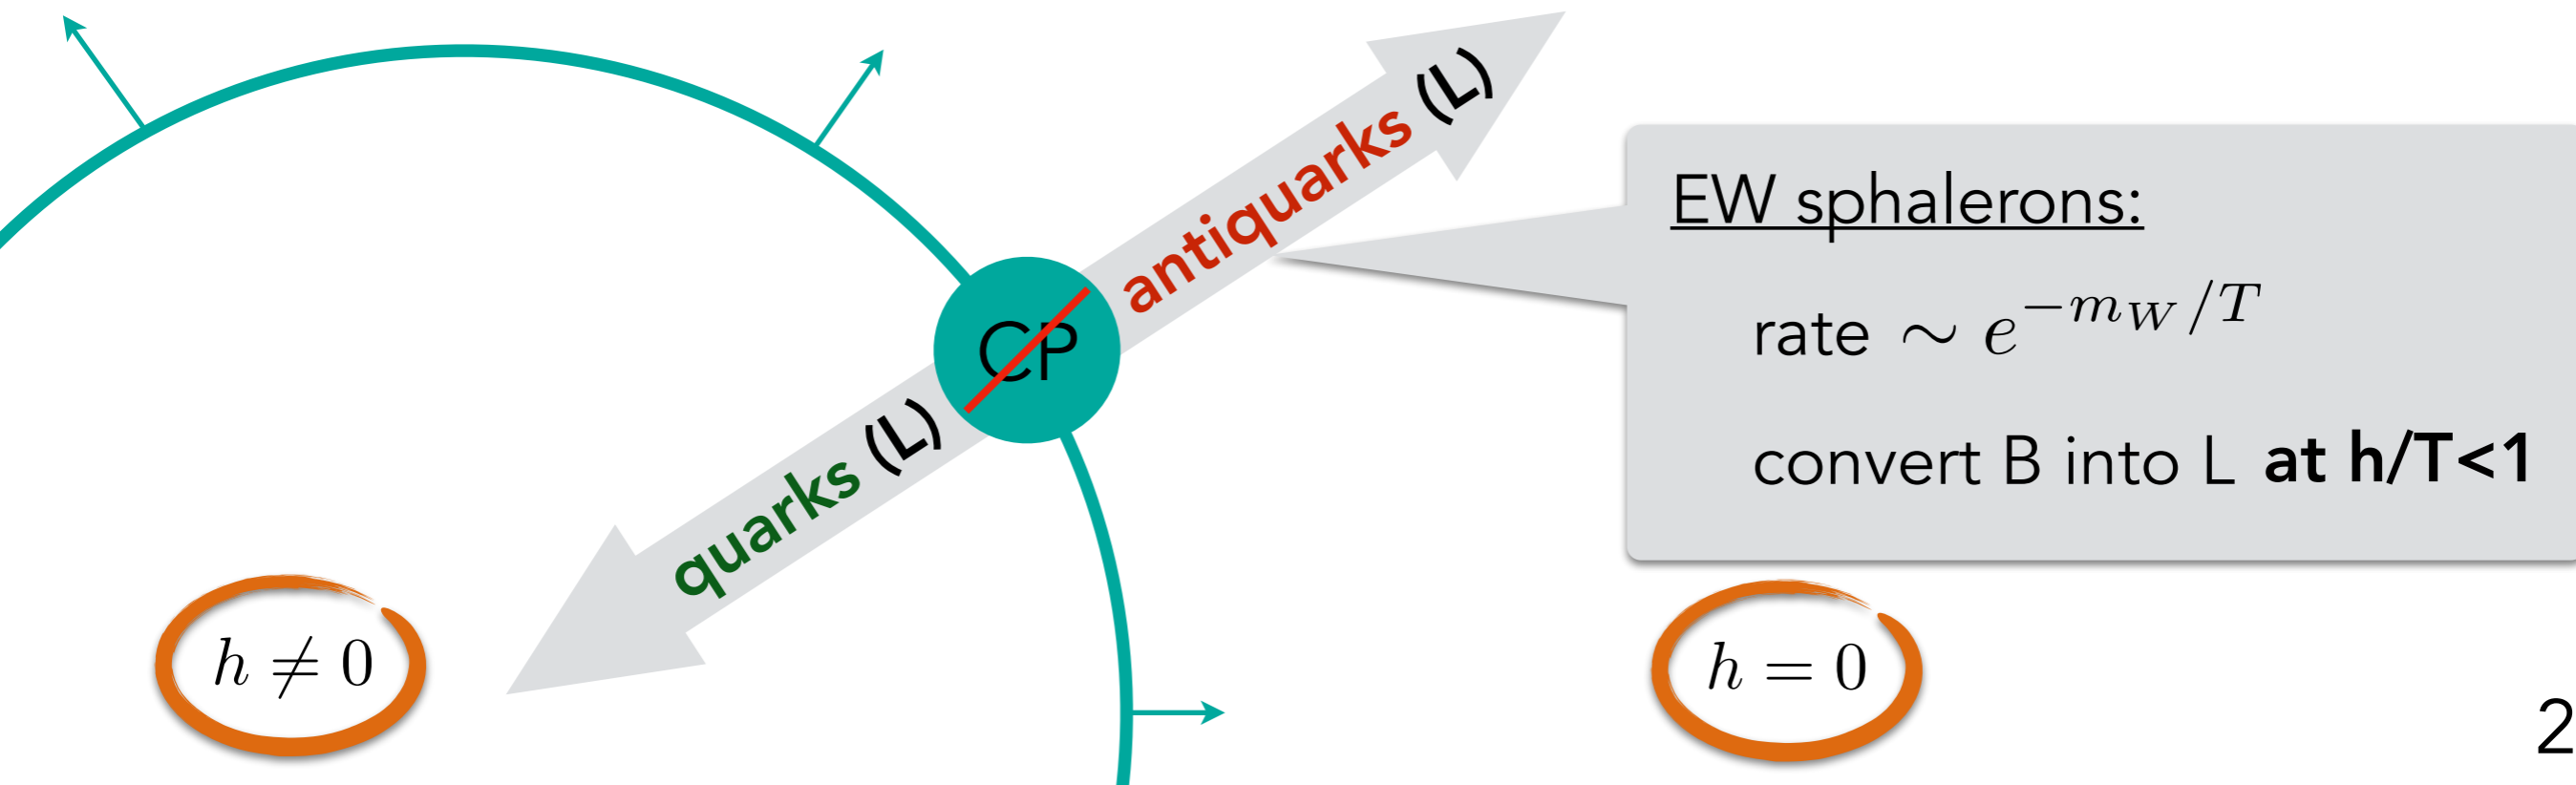 antiquarks (L)
CP
quarks (L)
EW sphalerons:
rate ∼ e^{−m_W/T}
convert B into L at h/T<1
h ≠ 0
h = 0
2